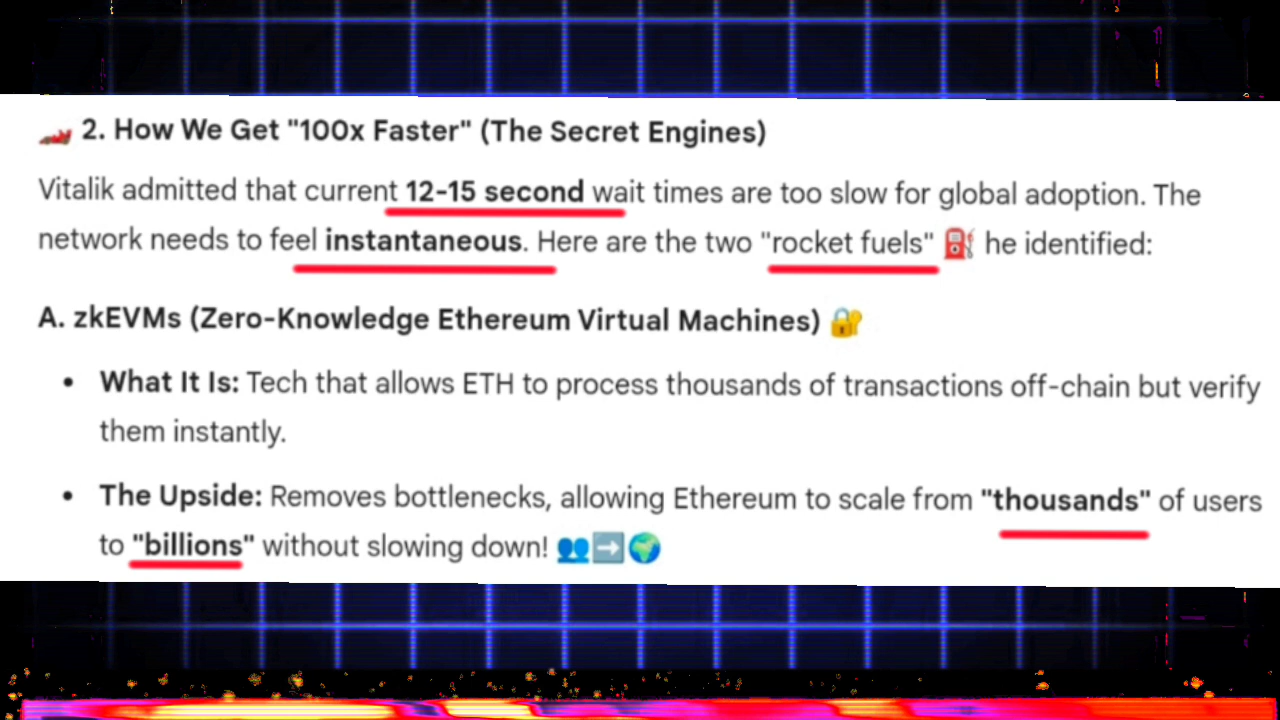 🏎️ 2. How We Get "100x Faster" (The Secret Engines)
Vitalik admitted that current 12-15 second wait times are too slow for global adoption. The
network needs to feel instantaneous. Here are the two "rocket fuels" ⛽ he identified:
A. zkEVMs (Zero-Knowledge Ethereum Virtual Machines) 🔐
• What It Is: Tech that allows ETH to process thousands of transactions off-chain but verify
them instantly.
• The Upside: Removes bottlenecks, allowing Ethereum to scale from "thousands" of users
to "billions" without slowing down! 👥➡️🌍